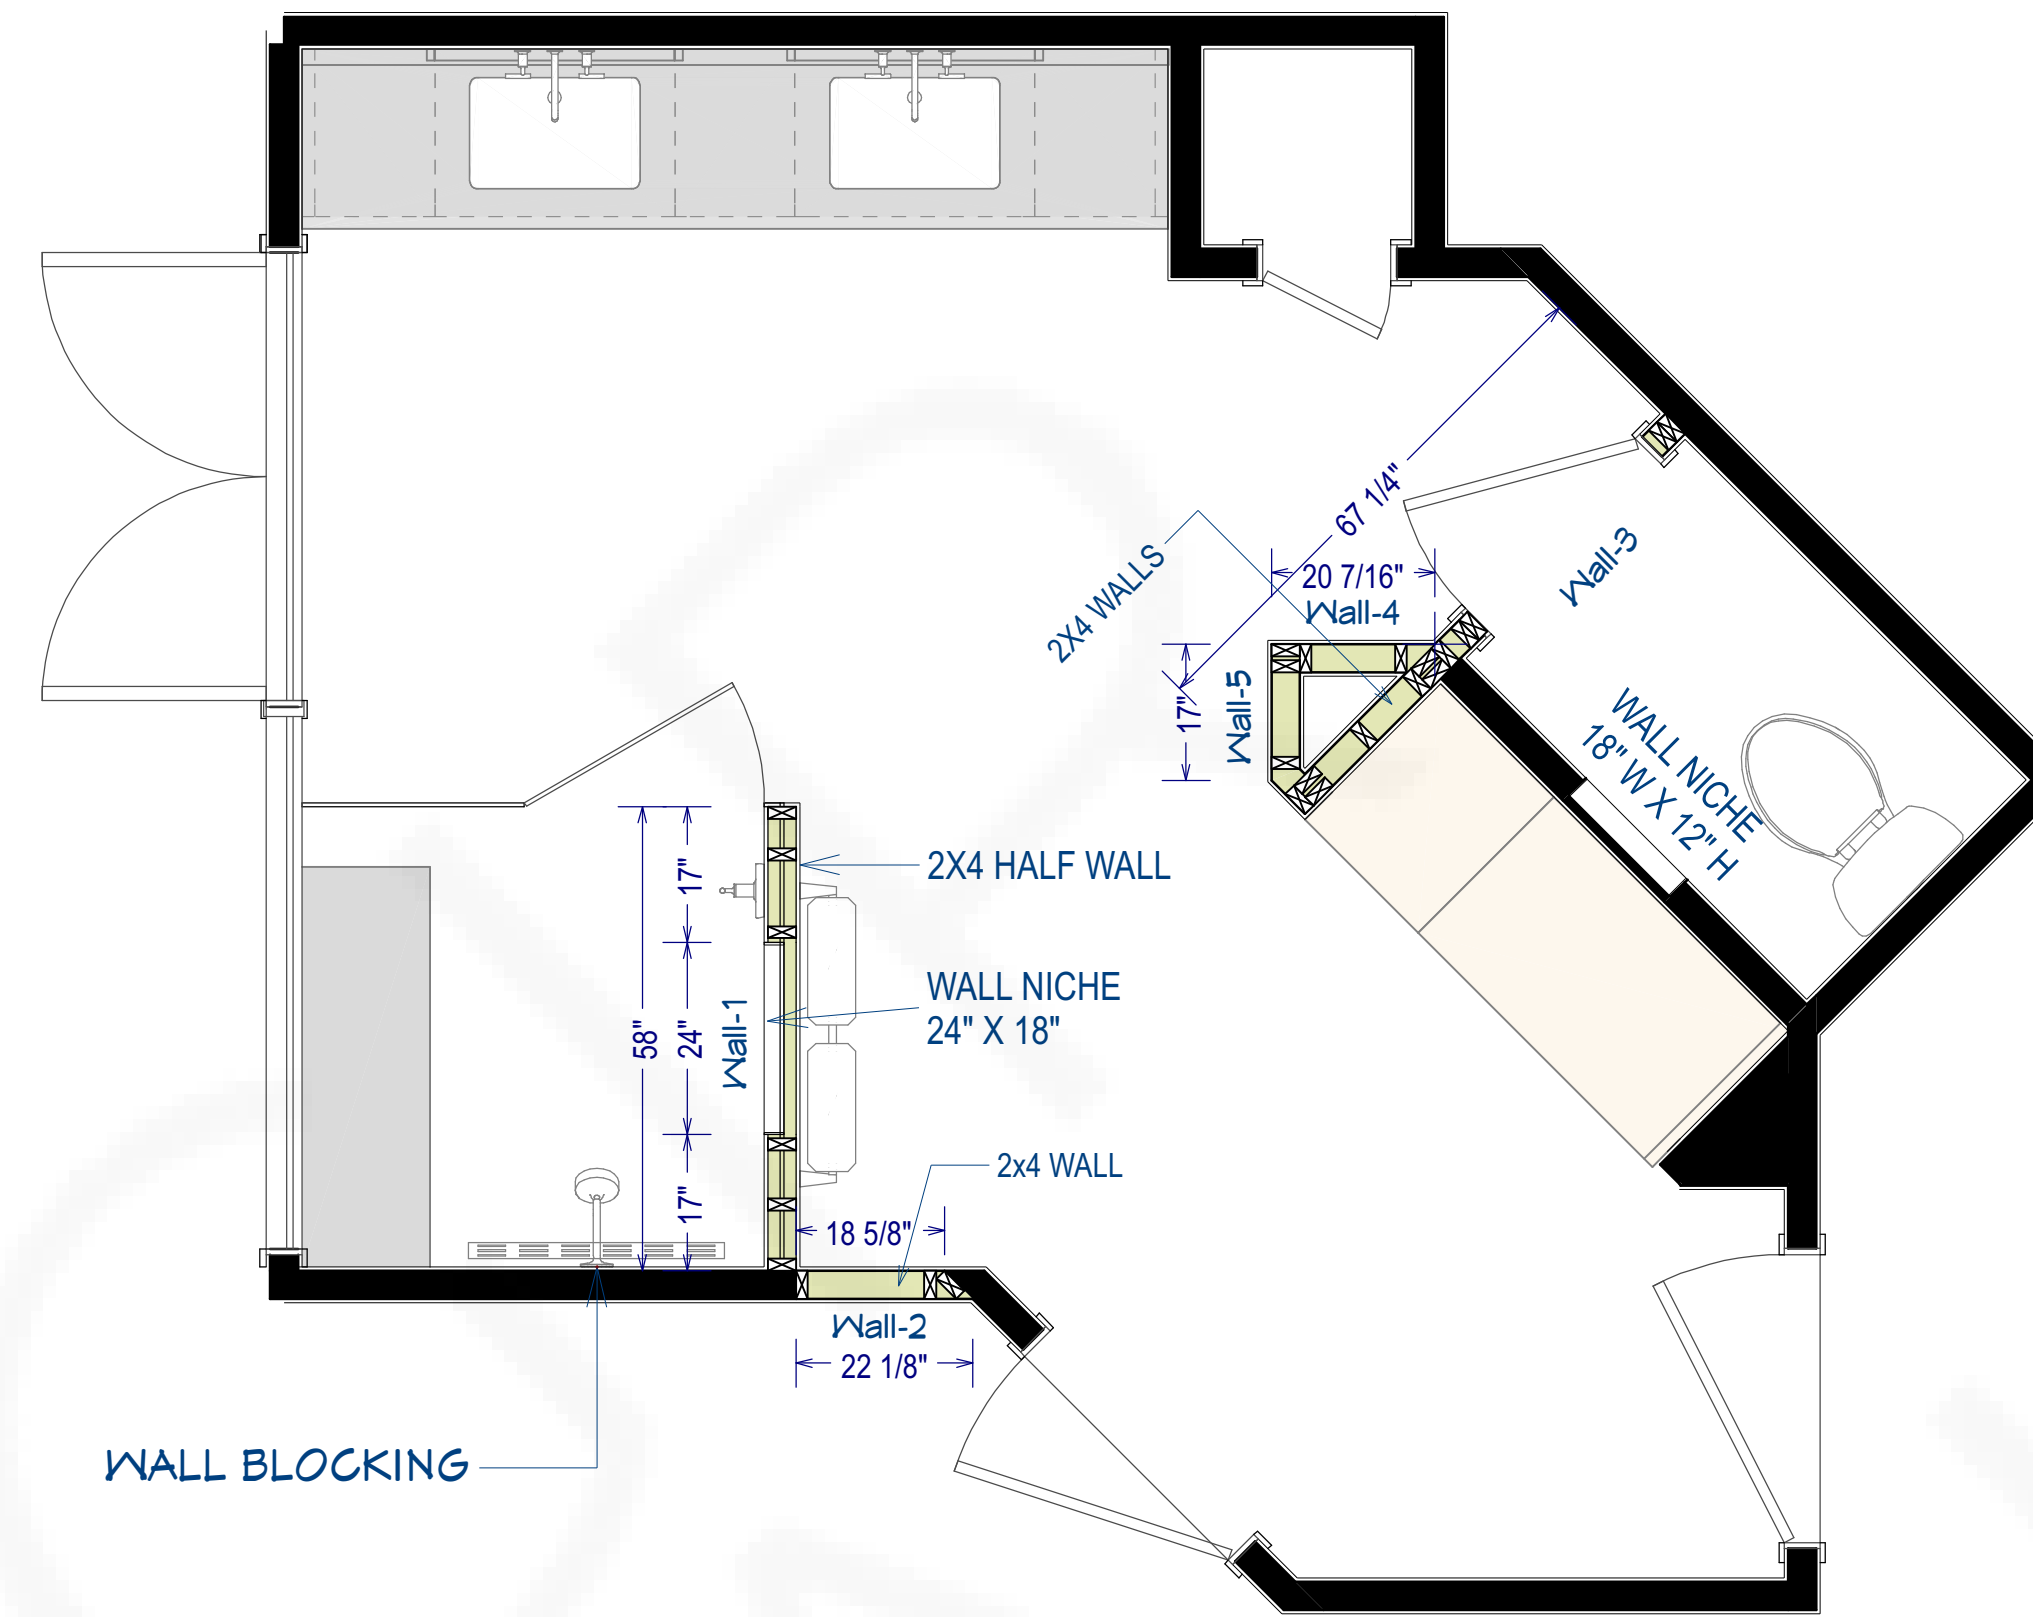 67 1/4"
2X4 WALLS
Wall-3
20 7/16"
Wall-4
17"
Wall-5
WALL NICHE
18" W X 12" H
17"
2X4 HALF WALL
58"
24"
Wall-1
WALL NICHE
24" X 18"
17"
2x4 WALL
18 5/8"
Wall-2
22 1/8"
WALL BLOCKING